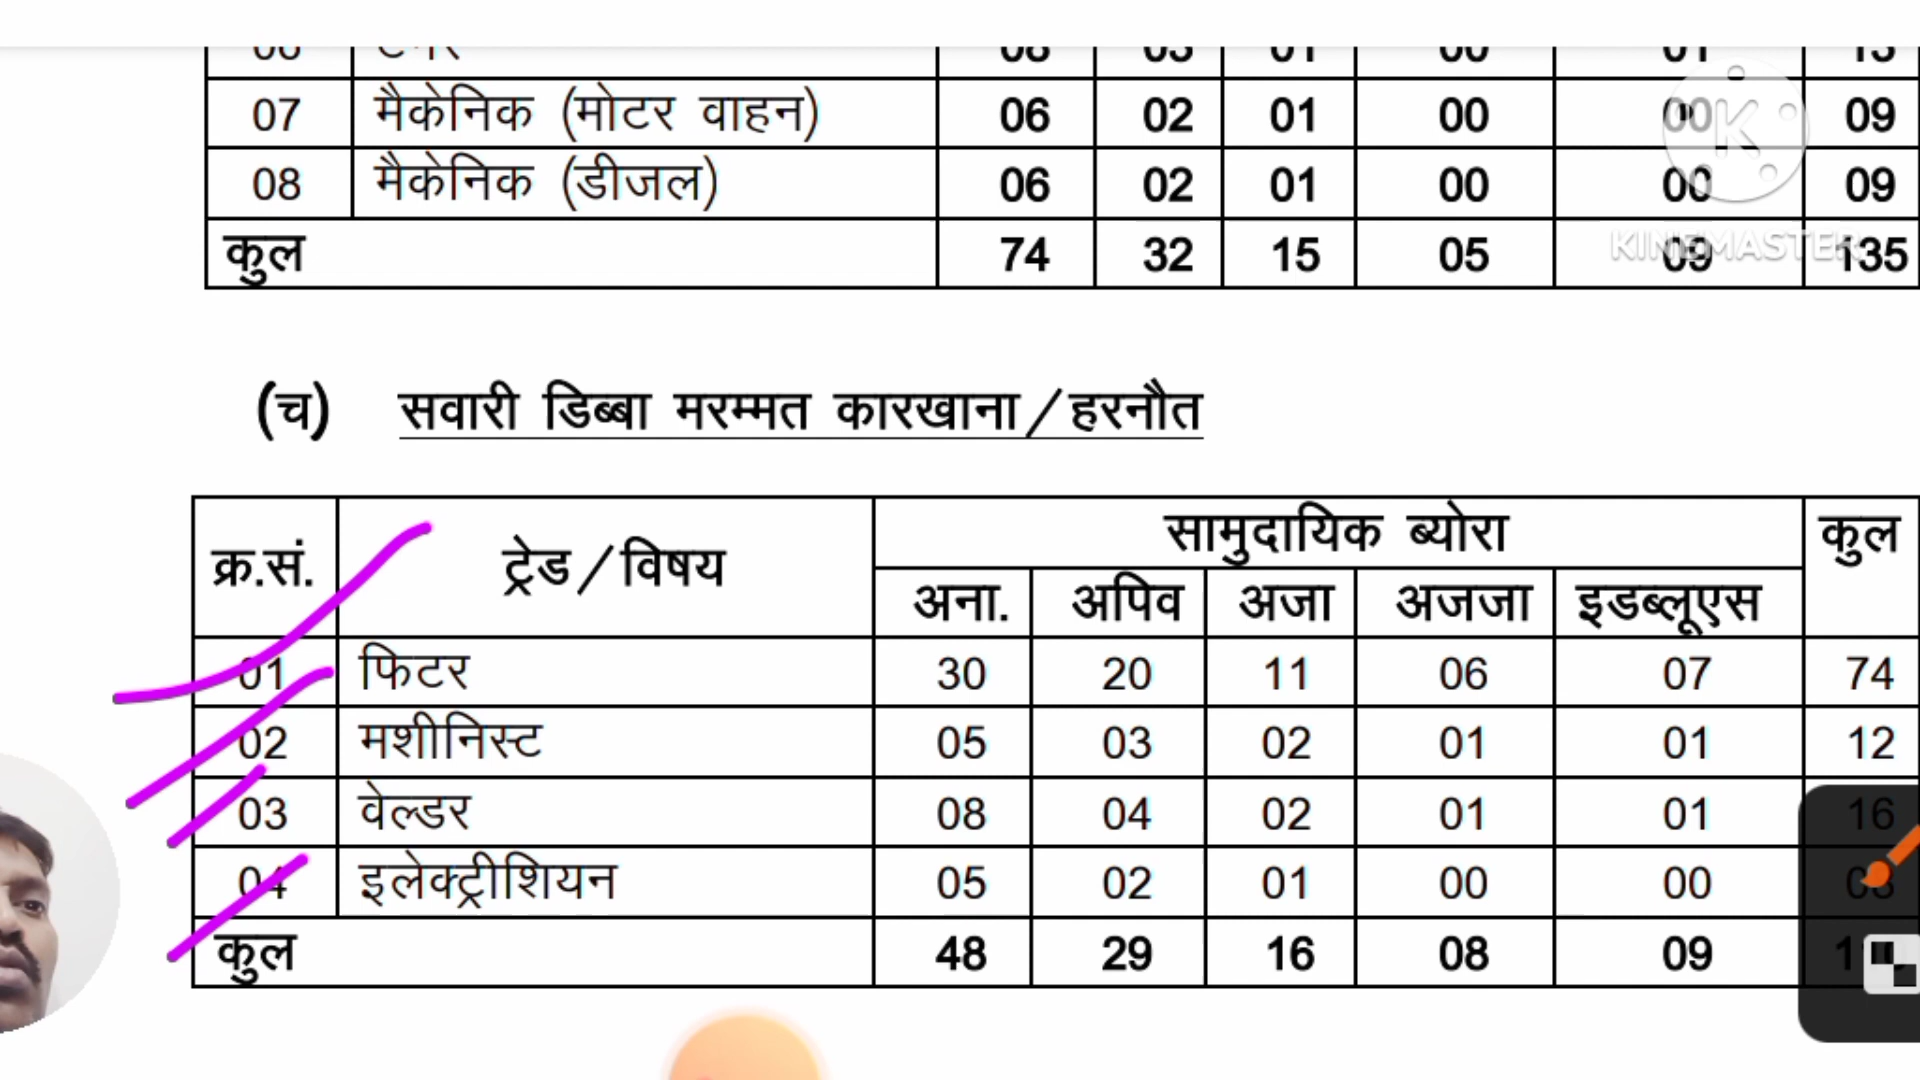 07 मैकेनिक (मोटर वाहन) 06 02 01 00 00 09
08 मैकेनिक (डीजल) 06 02 01 00 00 09
कुल 74 32 15 05 09 135
KINEMASTER
(च) सवारी डिब्बा मरम्मत कारखाना/हरनौत
क्र.सं. ट्रेड/विषय सामुदायिक ब्योरा कुल
अना. अपिव अजा अजजा इडब्लूएस
01 फिटर 30 20 11 06 07 74
02 मशीनिस्ट 05 03 02 01 01 12
03 वेल्डर 08 04 02 01 01 16
04 इलेक्ट्रीशियन 05 02 01 00 00
कुल 48 29 16 08 09